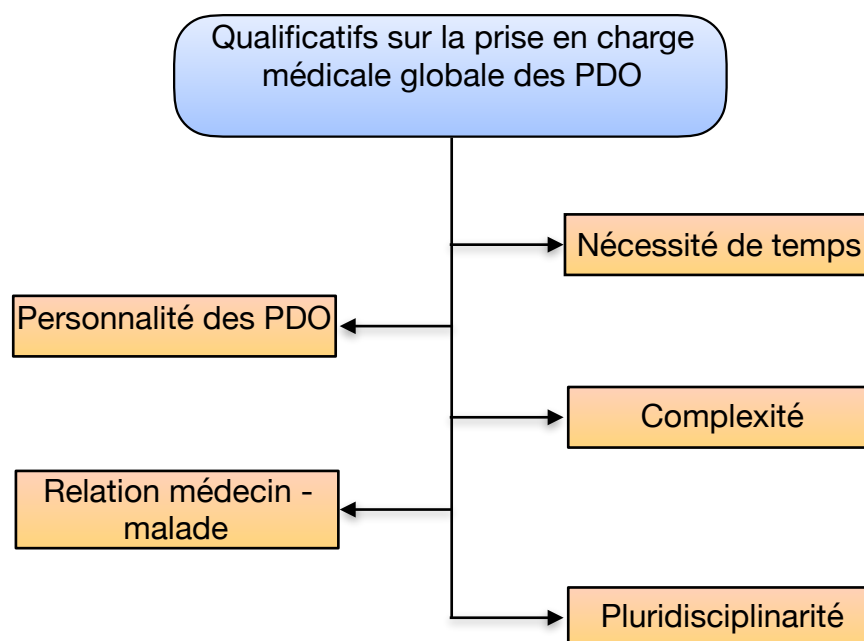 Qualificatifs sur la prise en charge
médicale globale des PDO
Nécessité de temps
Personnalité des PDO
Complexité
Relation médecin -
malade
Pluridisciplinarité